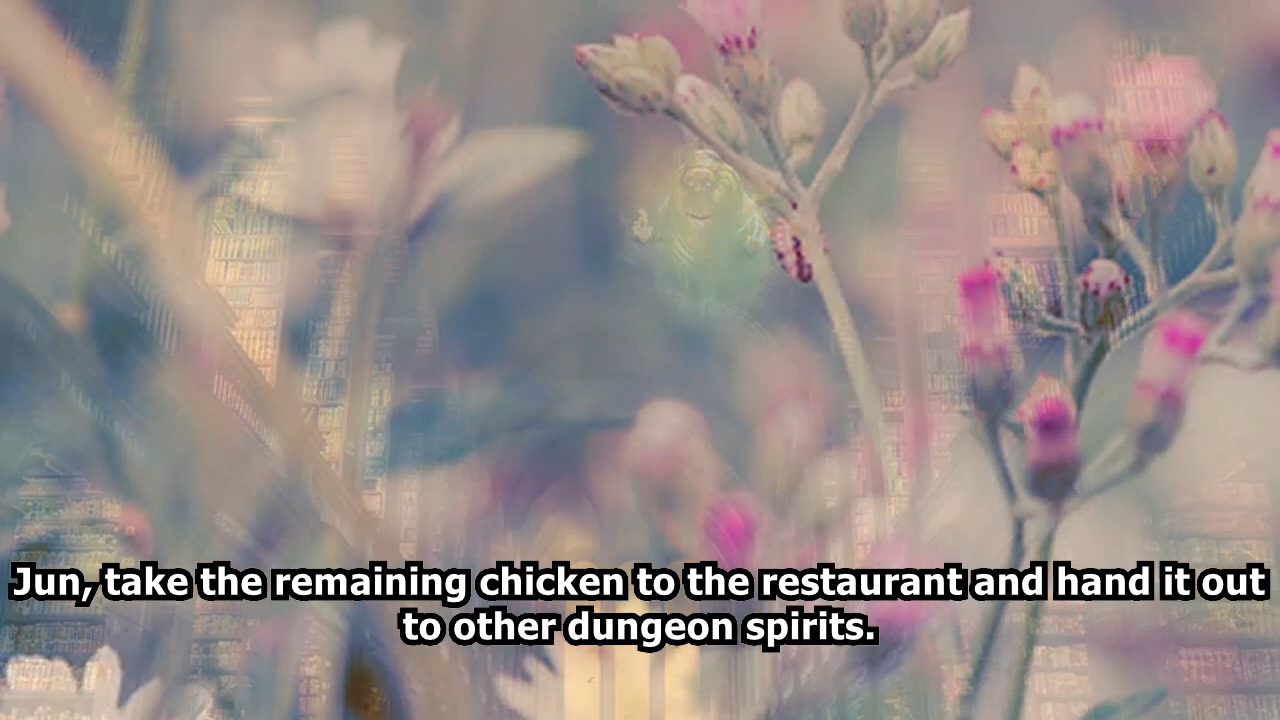 Jun, take the remaining chicken to the restaurant and hand it out
to other dungeon spirits.